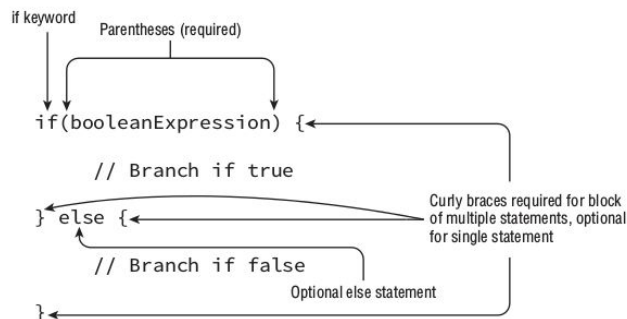 if keyword
Parentheses (required)
if(booleanExpression) {
// Branch if true
Curly braces required for block
of multiple statements, optional
for single statement
} else {
// Branch if false
Optional else statement
}